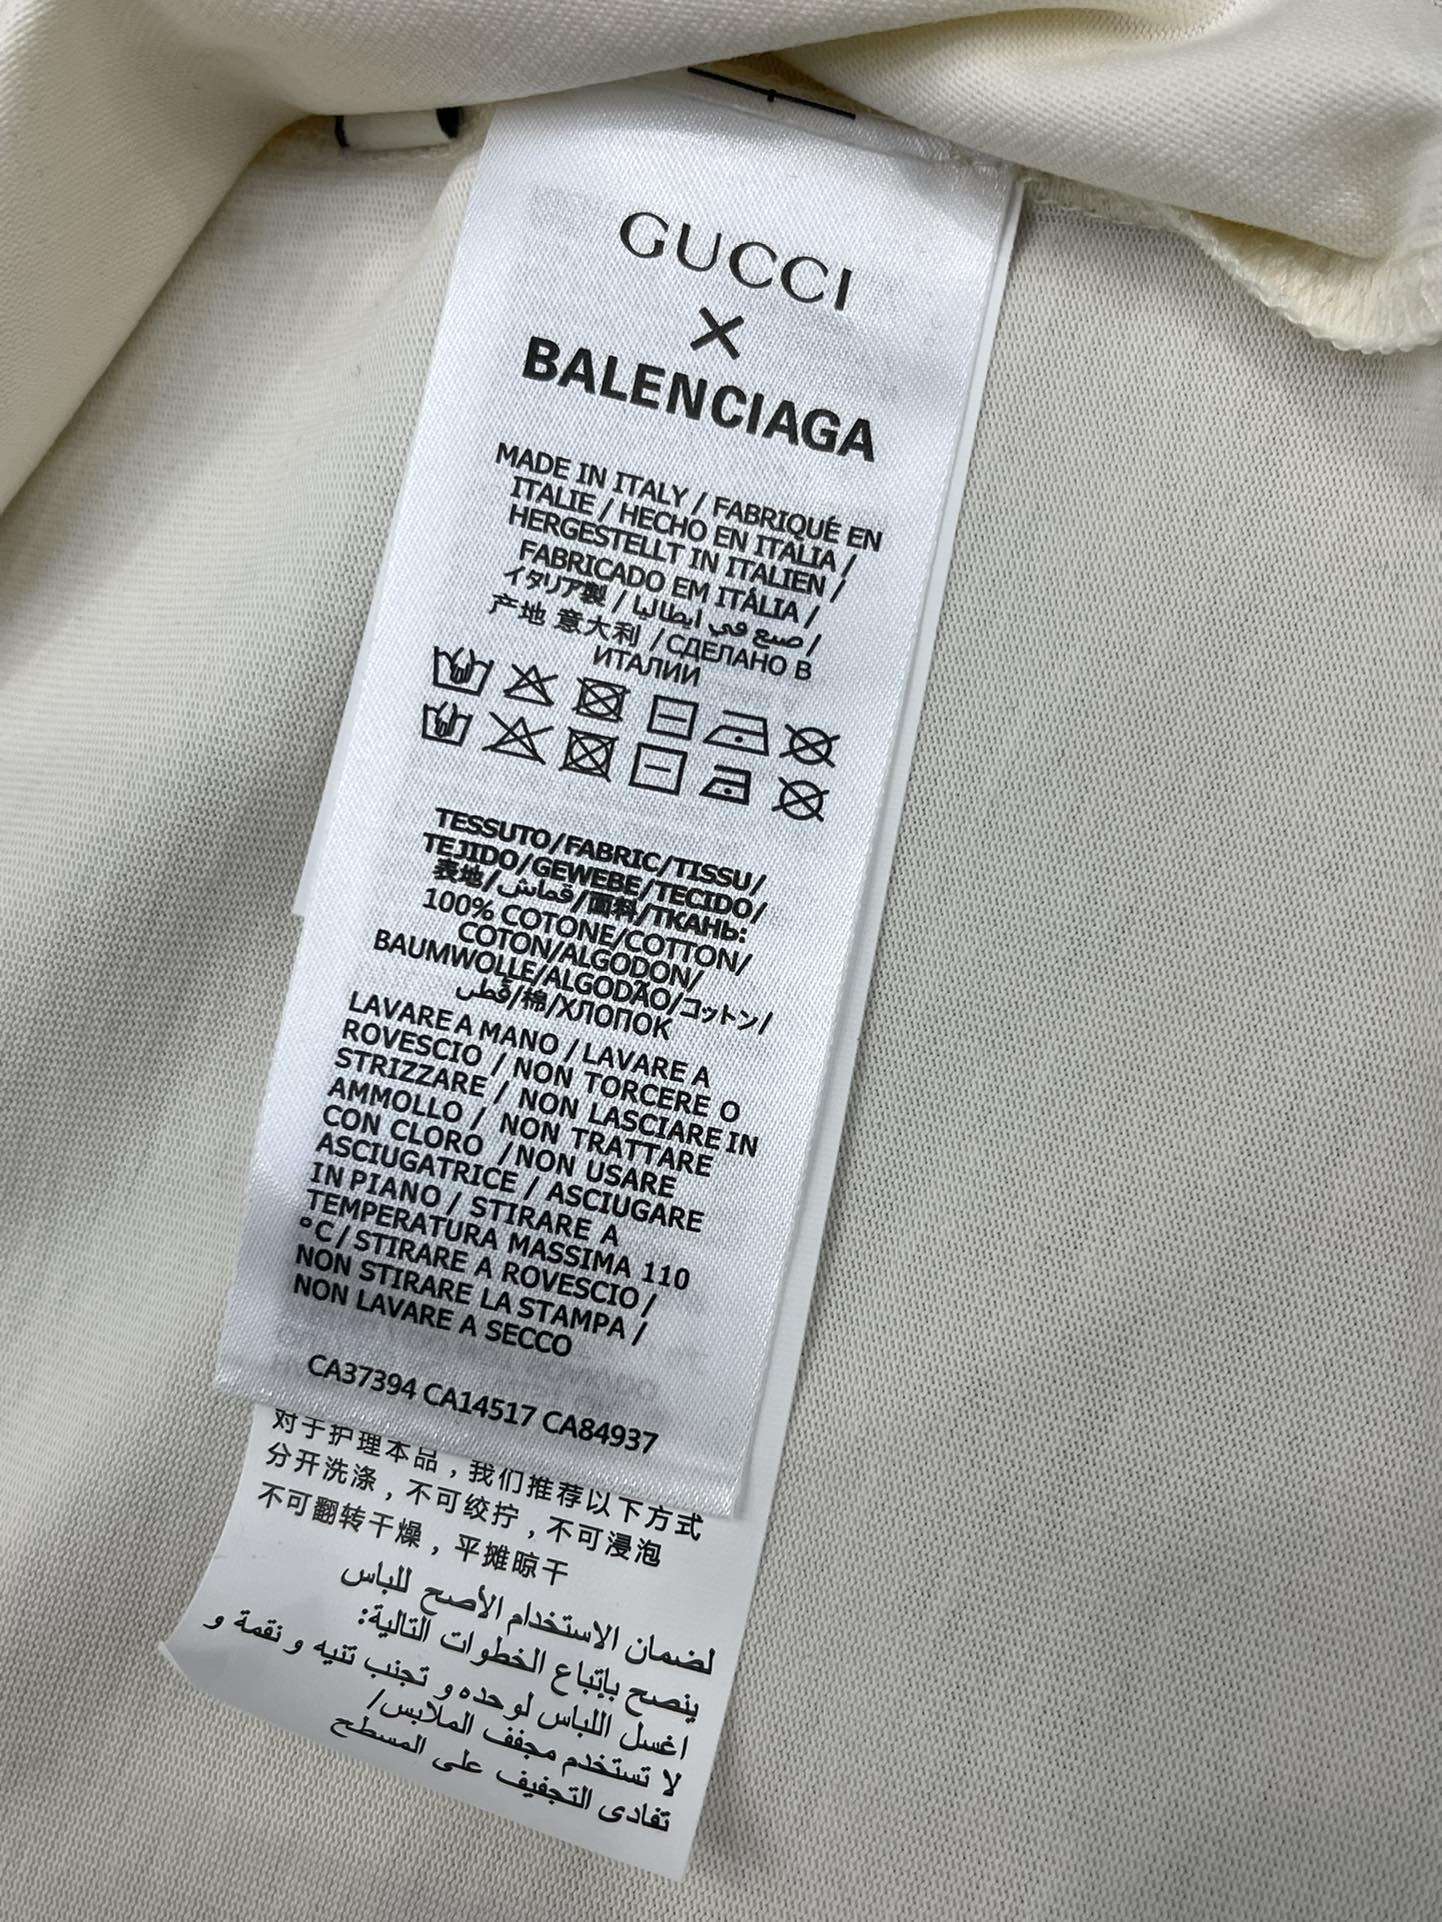 GUCCI
×
BALENCIAGA
MADE IN ITALY / FABRIQUÉ EN
ITALIE / HECHO EN ITALIA /
HERGESTELLT IN ITALIEN /
FABRICADO EM ITÁLIA /
イタリア製 / صنع في ايطاليا /
产地 意大利 /СДЕЛАНО В
ИТАЛИИ
TESSUTO/FABRIC/TISSU/
TEJIDO/GEWEBE/TECIDO/
表地/قماش/面料/ТКАНЬ:
100% COTONE/COTTON/
COTON/ALGODÓN/
BAUMWOLLE/ALGODÃO/コットン/
قطن/棉/ХЛОПОК
LAVARE A MANO / LAVARE A
ROVESCIO / NON TORCERE O
STRIZZARE / NON LASCIARE IN
AMMOLLO / NON TRATTARE
CON CLORO /NON USARE
ASCIUGATRICE / ASCIUGARE
IN PIANO / STIRARE A
TEMPERATURA MASSIMA 110
°C/STIRARE A ROVESCIO/
NON STIRARE LA STAMPA /
NON LAVARE A SECCO
CA37394 CA14517 CA84937
对于护理本品，我们推荐以下方式
分开洗涤，不可绞拧，不可浸泡
不可翻转干燥，平摊晾干
لضمان الاستخدام الأصح للباس
ينصح بإتباع الخطوات التالية:
اغسل اللباس لوحده و تجنب تنيه و نقمة و
لا تستخدم مجفف الملابس/
تفادى التجفيف على المسطح